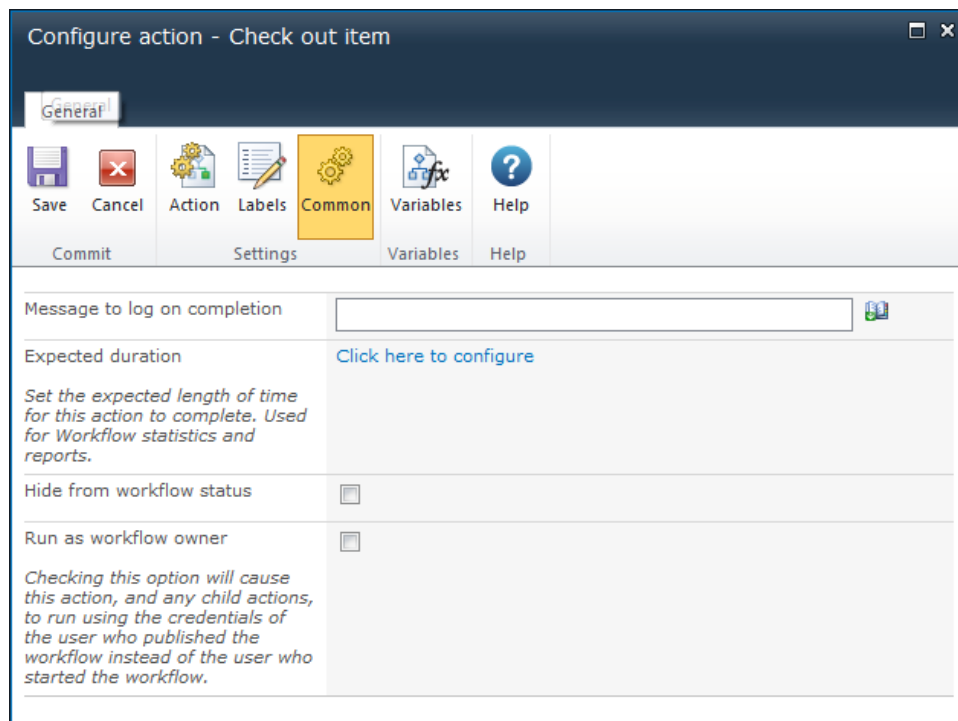 Configure action - Check out item
General
General
Save
Cancel
Action
Labels
Common
fx
Variables
?
Help
Commit
Settings
Variables
Help
Message to log on completion
Expected duration
Click here to configure
Set the expected length of time
for this action to complete. Used
for Workflow statistics and
reports.
Hide from workflow status
Run as workflow owner
Checking this option will cause
this action, and any child actions,
to run using the credentials of
the user who published the
workflow instead of the user who
started the workflow.